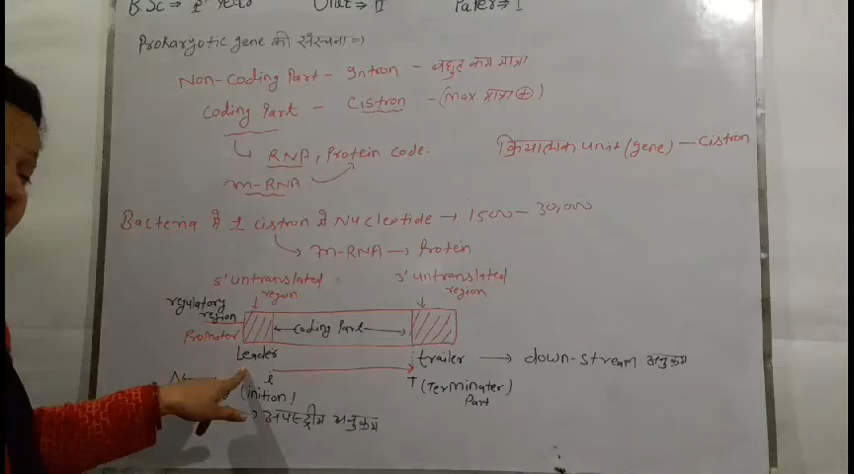 B.Sc ⇒ Ist Year Unit ⇒ II Paper ⇒ I
Prokaryotic gene की संरचना ⇒
Non-Coding Part - Intron - बहुत कम मात्रा
Coding Part - Cistron - (Max. मात्रा ⊕)
RNA, Protein code. क्रियात्मक unit (gene) - Cistron
m-RNA
Bacteria में 1 cistron में Nucleotide → 1500 - 30,000
m-RNA → Protein
5' untranslated region
3' untranslated region
regulatory region
Promoter
Coding Part
Leader
trailer → down-stream अनुक्रम
i
T (Terminater) Part
(inition)
अपस्ट्रीम अनुक्रम